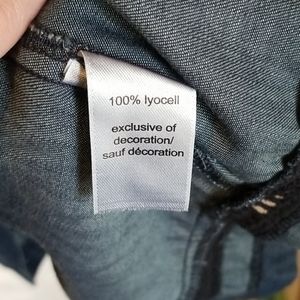 100% lyocell
exclusive of
decoration/
sauf décoration